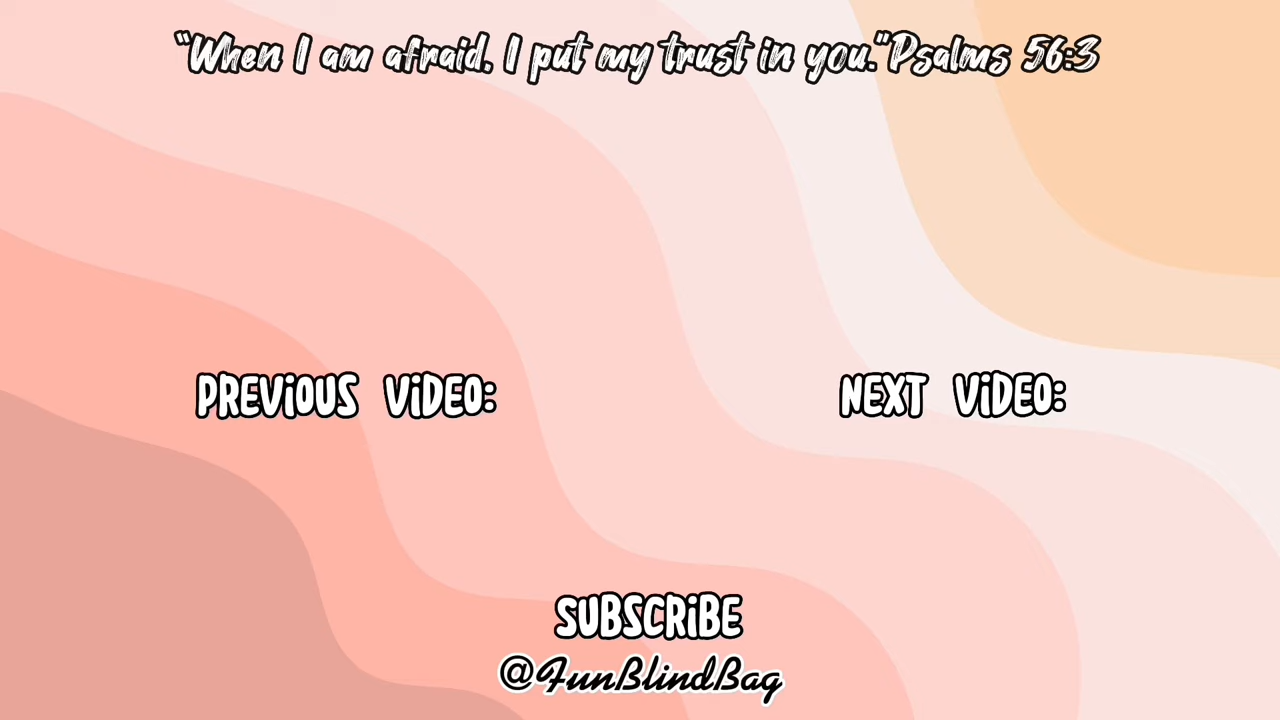 "When I am afraid, I put my trust in you."Psalms 56:3
PREViOUS ViDEO:
NEXT ViDEO:
SUBSCRiBE
@FunBlindBag